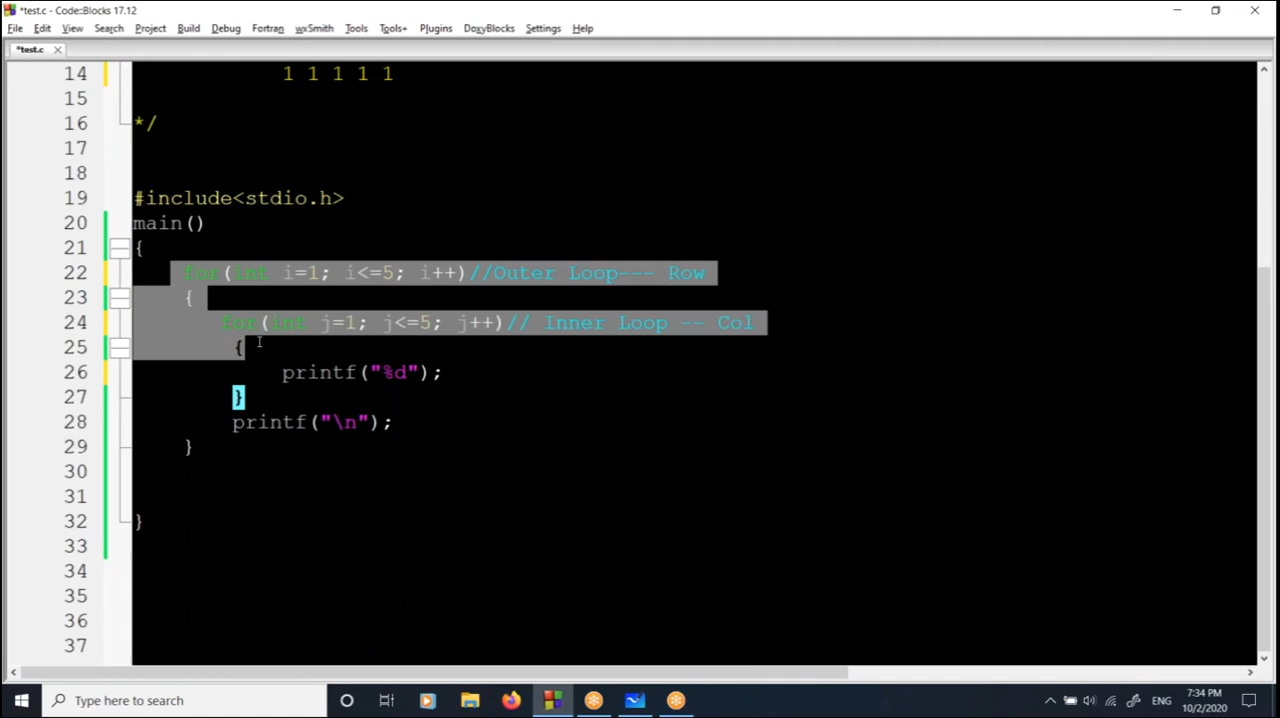 *test.c - Code::Blocks 17.12
File Edit View Search Project Build Debug Fortran wxSmith Tools Tools+ Plugins DoxyBlocks Settings Help
*test.c
14 1 1 1 1 1
15
16 */
17
18
19 #include<stdio.h>
20 main()
21 {
22 for(int i=1; i<=5; i++)//Outer Loop--- Row
23 {
24 for(int j=1; j<=5; j++)// Inner Loop -- Col
25 {
26 printf("%d");
27 }
28 printf("\n");
29 }
30
31
32 }
33
34
35
36
37
Type here to search
ENG
7:34 PM
10/2/2020